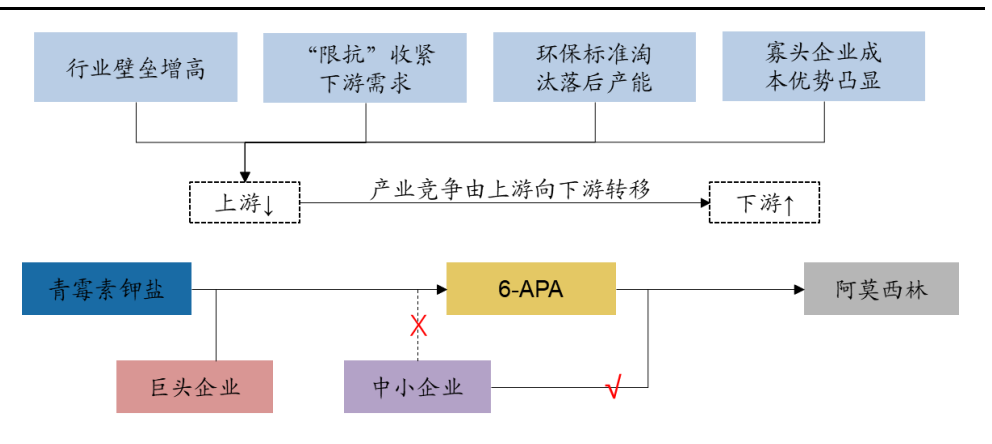 行业壁垒增高
“限抗”收紧
下游需求
环保标准淘
汰落后产能
寡头企业成
本优势凸显
上游↓
产业竞争由上游向下游转移
下游↑
青霉素钾盐
6-APA
阿莫西林
X
巨头企业
中小企业
√